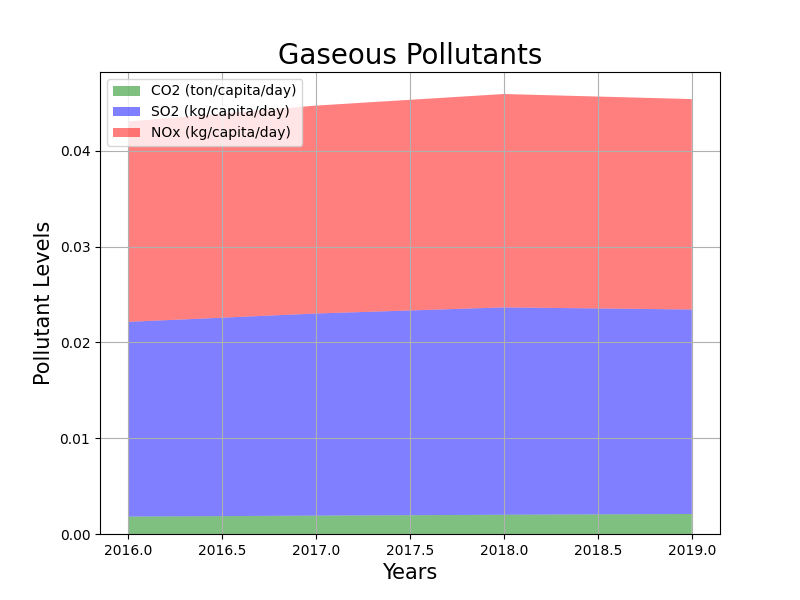 Gaseous Pollutants
CO2 (ton/capita/day)
SO2 (kg/capita/day)
NOx (kg/capita/day)
Pollutant Levels
0.04
0.03
0.02
0.01
0.00
2016.0 2016.5 2017.0 2017.5 2018.0 2018.5 2019.0
Years